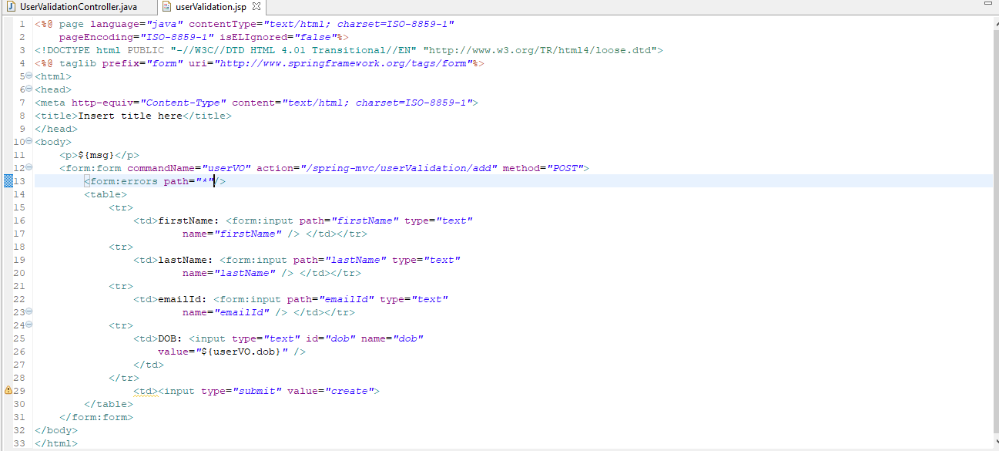 UserValidationController.java userValidation.jsp
1 <%@ page language="java" contentType="text/html; charset=ISO-8859-1"
2 pageEncoding="ISO-8859-1" isELIgnored="false"%>
3 <!DOCTYPE html PUBLIC "-//W3C//DTD HTML 4.01 Transitional//EN" "http://www.w3.org/TR/html4/loose.dtd">
4 <%@ taglib prefix="form" uri="http://www.springframework.org/tags/form"%>
5 <html>
6 <head>
7 <meta http-equiv="Content-Type" content="text/html; charset=ISO-8859-1">
8 <title>Insert title here</title>
9 </head>
10 <body>
11 <p>${msg}</p>
12 <form:form commandName="userVO" action="/spring-mvc/userValidation/add" method="POST">
13 <form:errors path="*"/>
14 <table>
15 <tr>
16 <td>firstName: <form:input path="firstName" type="text"
17 name="firstName" /> </td></tr>
18 <tr>
19 <td>lastName: <form:input path="lastName" type="text"
20 name="lastName" /> </td></tr>
21 <tr>
22 <td>emailId: <form:input path="emailId" type="text"
23 name="emailId" /> </td></tr>
24 <tr>
25 <td>DOB: <input type="text" id="dob" name="dob"
26 value="${userVO.dob}" />
27 </td>
28 </tr>
29 <td><input type="submit" value="create">
30 </table>
31 </form:form>
32 </body>
33 </html>